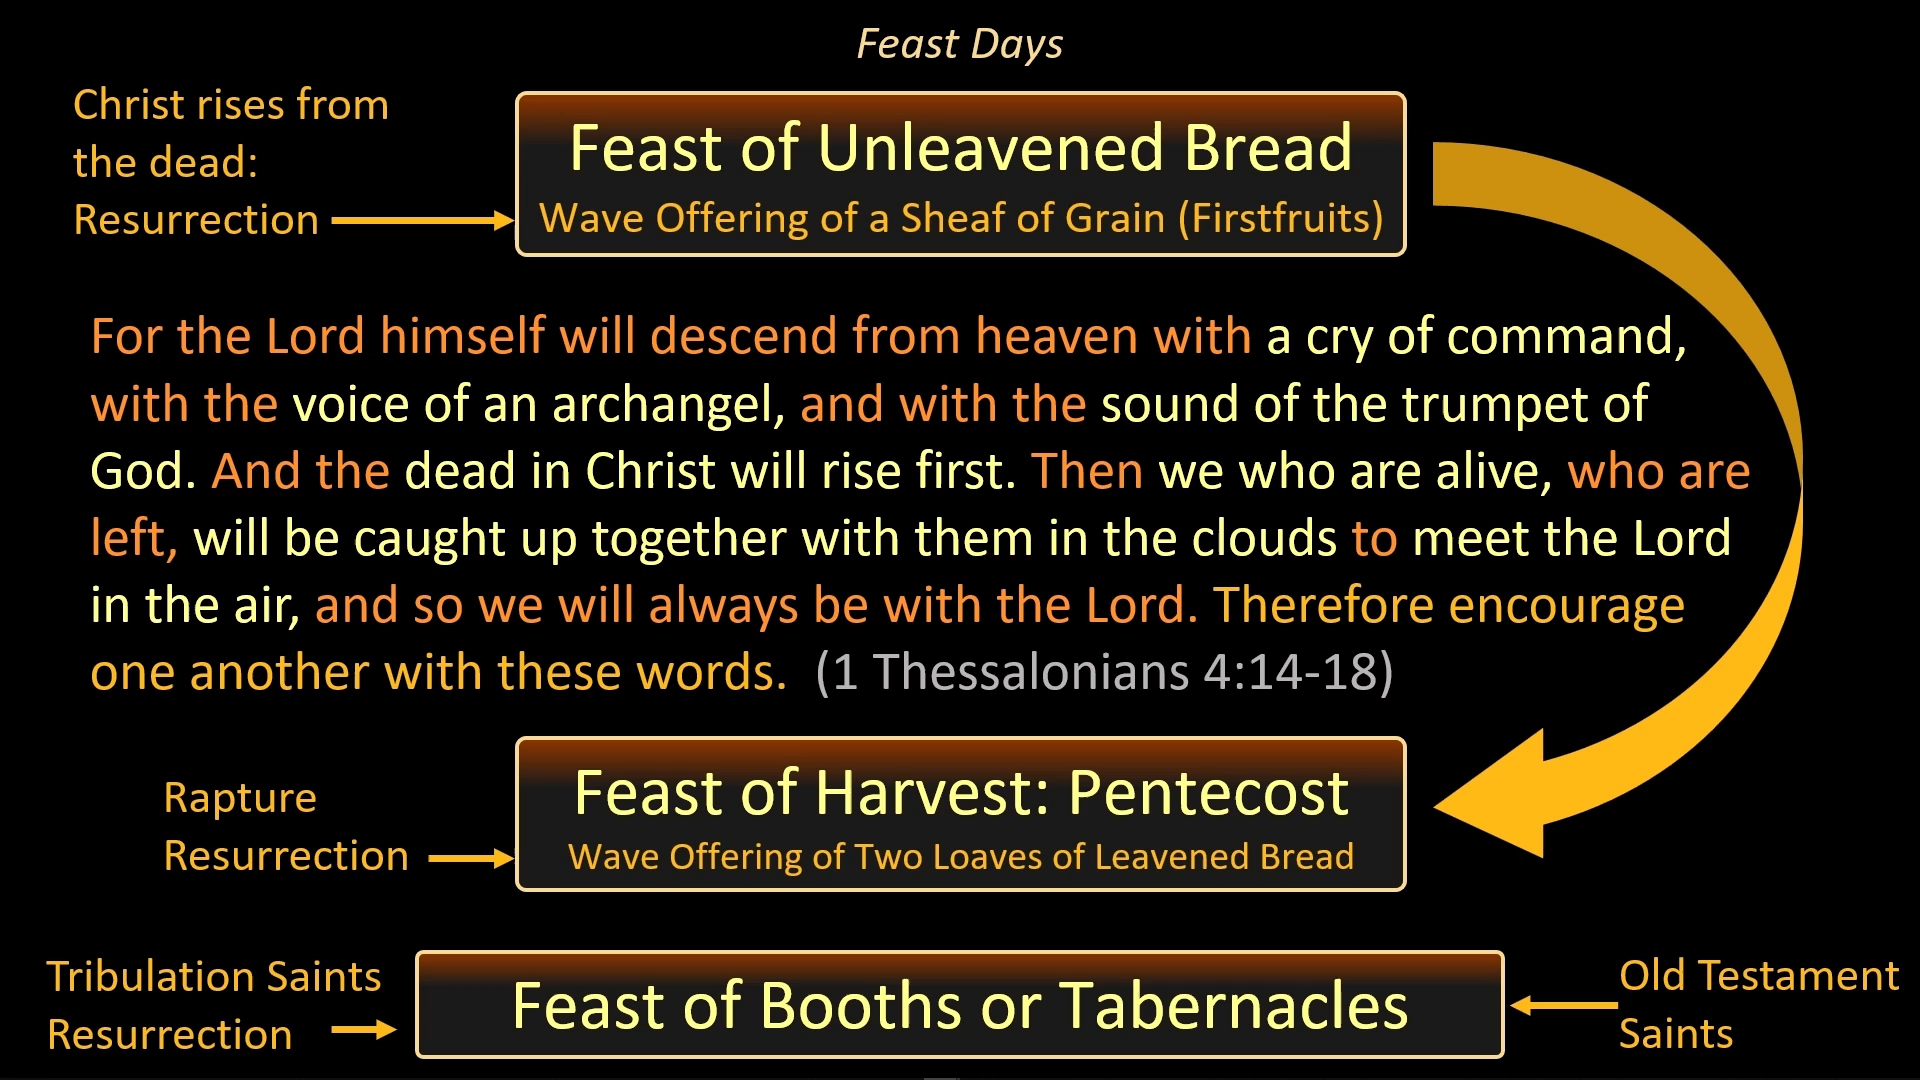 Feast Days
Christ rises from
the dead:
Resurrection
Feast of Unleavened Bread
Wave Offering of a Sheaf of Grain (Firstfruits)
For the Lord himself will descend from heaven with a cry of command,
with the voice of an archangel, and with the sound of the trumpet of
God. And the dead in Christ will rise first. Then we who are alive, who are
left, will be caught up together with them in the clouds to meet the Lord
in the air, and so we will always be with the Lord. Therefore encourage
one another with these words. (1 Thessalonians 4:14-18)
Rapture
Resurrection
Feast of Harvest: Pentecost
Wave Offering of Two Loaves of Leavened Bread
Tribulation Saints
Resurrection
Feast of Booths or Tabernacles
Old Testament
Saints